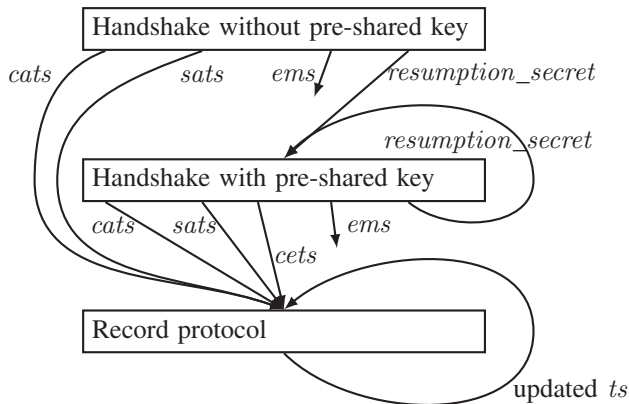 Handshake without pre-shared key
cats sats ems resumption_secret
resumption_secret
Handshake with pre-shared key
cats sats cets ems
Record protocol
updated ts